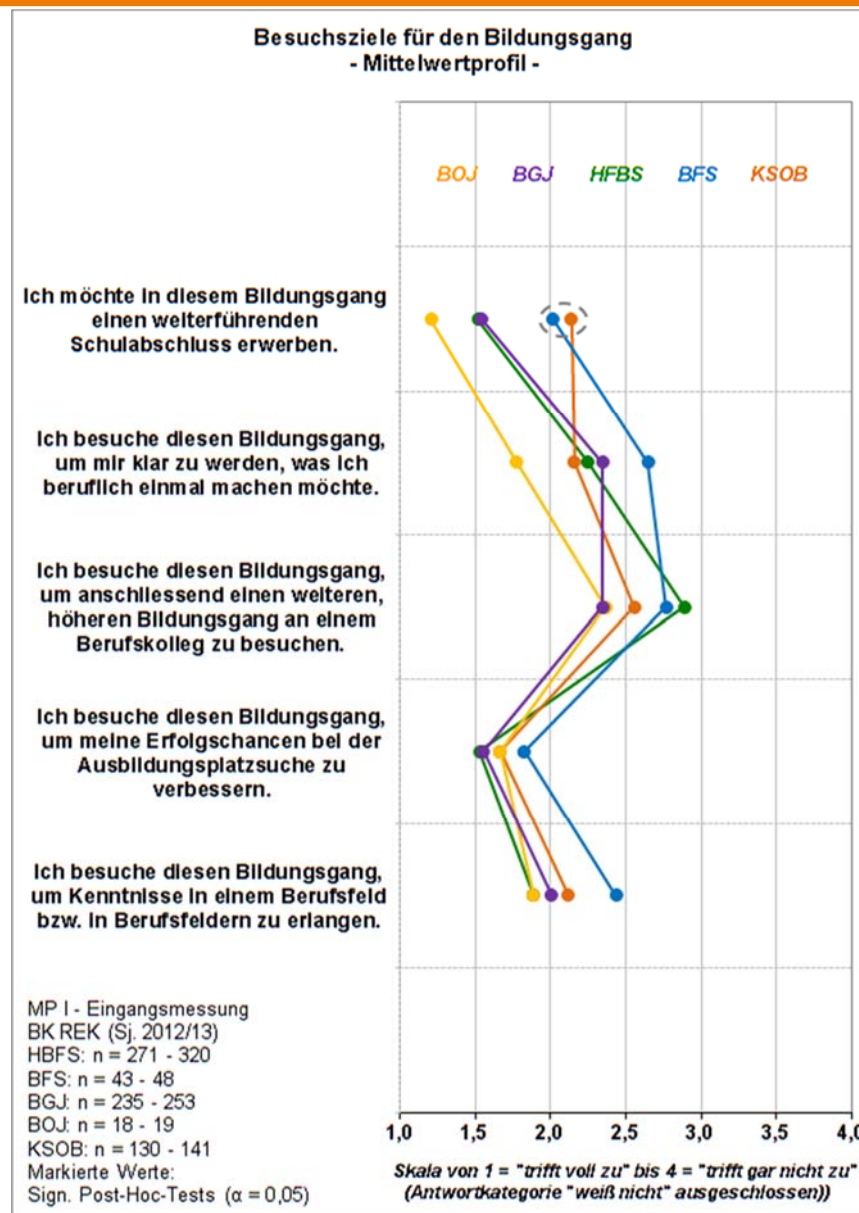 Besuchsziele für den Bildungsgang
- Mittelwertprofil -
BOJ BGJ HFBS BFS KSOB
Ich möchte in diesem Bildungsgang
einen weiterführenden
Schulabschluss erwerben.
Ich besuche diesen Bildungsgang,
um mir klar zu werden, was ich
beruflich einmal machen möchte.
Ich besuche diesen Bildungsgang,
um anschliessend einen weiteren,
höheren Bildungsgang an einem
Berufskolleg zu besuchen.
Ich besuche diesen Bildungsgang,
um meine Erfolgschancen bei der
Ausbildungsplatzsuche zu
verbessern.
Ich besuche diesen Bildungsgang,
um Kenntnisse in einem Berufsfeld
bzw. in Berufsfeldern zu erlangen.
MP I - Eingangsmessung
BK REK (Sj. 2012/13)
HBFS: n = 271 - 320
BFS: n = 43 - 48
BGJ: n = 235 - 253
BOJ: n = 18 - 19
KSOB: n = 130 - 141
Markierte Werte:
Sign. Post-Hoc-Tests (α = 0,05)
1,0 1,5 2,0 2,5 3,0 3,5 4,0
Skala von 1 = "trifft voll zu" bis 4 = "trifft gar nicht zu"
(Antwortkategorie "weiß nicht" ausgeschlossen))